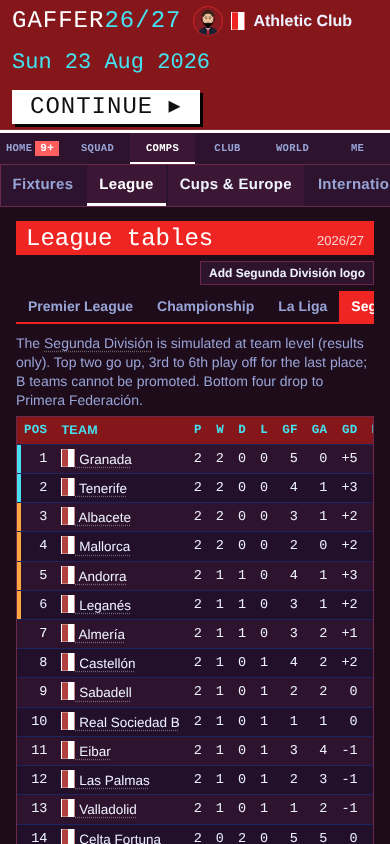 GAFFER26/27 Athletic Club
Sun 23 Aug 2026
CONTINUE ▶
HOME 9+ SQUAD COMPS CLUB WORLD ME
Fixtures League Cups & Europe Internatio
League tables 2026/27
Add Segunda División logo
Premier League Championship La Liga Seg
The Segunda División is simulated at team level (results
only). Top two go up, 3rd to 6th play off for the last place;
B teams cannot be promoted. Bottom four drop to
Primera Federación.
POS TEAM P W D L GF GA GD
1 Granada 2 2 0 0 5 0 +5
2 Tenerife 2 2 0 0 4 1 +3
3 Albacete 2 2 0 0 3 1 +2
4 Mallorca 2 2 0 0 2 0 +2
5 Andorra 2 1 1 0 4 1 +3
6 Leganés 2 1 1 0 3 1 +2
7 Almería 2 1 1 0 3 2 +1
8 Castellón 2 1 0 1 4 2 +2
9 Sabadell 2 1 0 1 2 2 0
10 Real Sociedad B 2 1 0 1 1 1 0
11 Eibar 2 1 0 1 3 4 -1
12 Las Palmas 2 1 0 1 2 3 -1
13 Valladolid 2 1 0 1 1 2 -1
14 Celta Fortuna 2 0 2 0 5 5 0